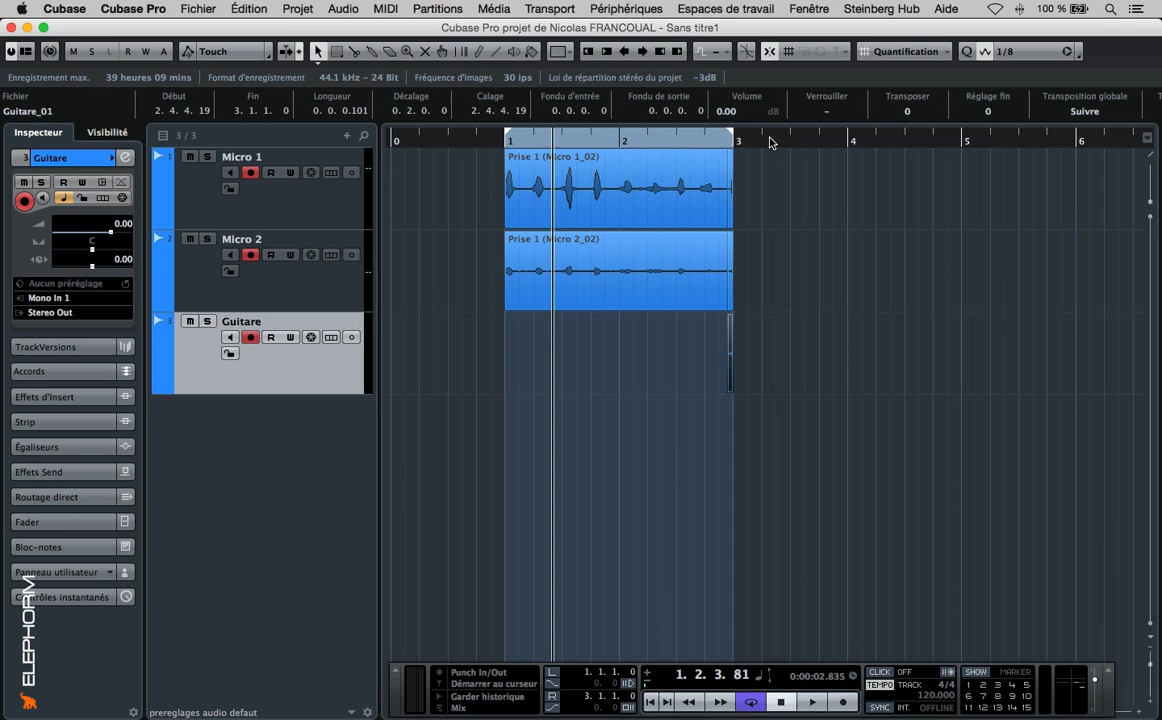 Cubase Cubase Pro Fichier Édition Projet Audio MIDI Partitions Média Transport Périphériques Espaces de travail Fenêtre Steinberg Hub Aide 100 %
Cubase Pro projet de Nicolas FRANCOUAL - Sans titre1
M S L R W A Touch Quantification Q 1/8
Enregistrement max. 39 heures 09 mins Format d'enregistrement 44.1 kHz - 24 Bit Fréquence d'images 30 ips Loi de répartition stéréo du projet -3dB
Fichier Début Fin Longueur Décalage Calage Fondu d'entrée Fondu de sortie Volume Verrouiller Transposer Réglage fin Transposition globale
Guitare_01 2. 4. 4. 19 3. 1. 1. 0 0. 0. 0.101 0. 2. 0. 0 2. 4. 4. 19 0. 0. 0. 0 0. 0. 0. 0 0.00 dB - 0 0 Suivre
Inspecteur Visibilité 3 / 3
0 1 2 3 4 5 6
3 Guitare
M S R W
0.00
C
0.00
Aucun préréglage
Mono In 1
Stereo Out
TrackVersions
Accords
Effets d'Insert
Strip
Égaliseurs
Effets Send
Routage direct
Fader
Bloc-notes
Panneau utilisateur
Contrôles instantanés
ELEPHORM
1 M S Micro 1
R W
2 M S Micro 2
R W
3 M S Guitare
R W
Prise 1 (Micro 1_02)
Prise 1 (Micro 2_02)
prereglages audio defaut
Punch In/Out
Démarrer au curseur
Garder historique
Mix
L 1. 1. 1. 0
0. 0
R 3. 1. 1. 0
0. 0
1. 2. 3. 81 0:00:02.835
CLICK OFF
TEMPO TRACK 4/4
120.000
SYNC INT. OFFLINE
SHOW MARKER
1 2 3 4 5
6 7 8 9 10
11 12 13 14 15